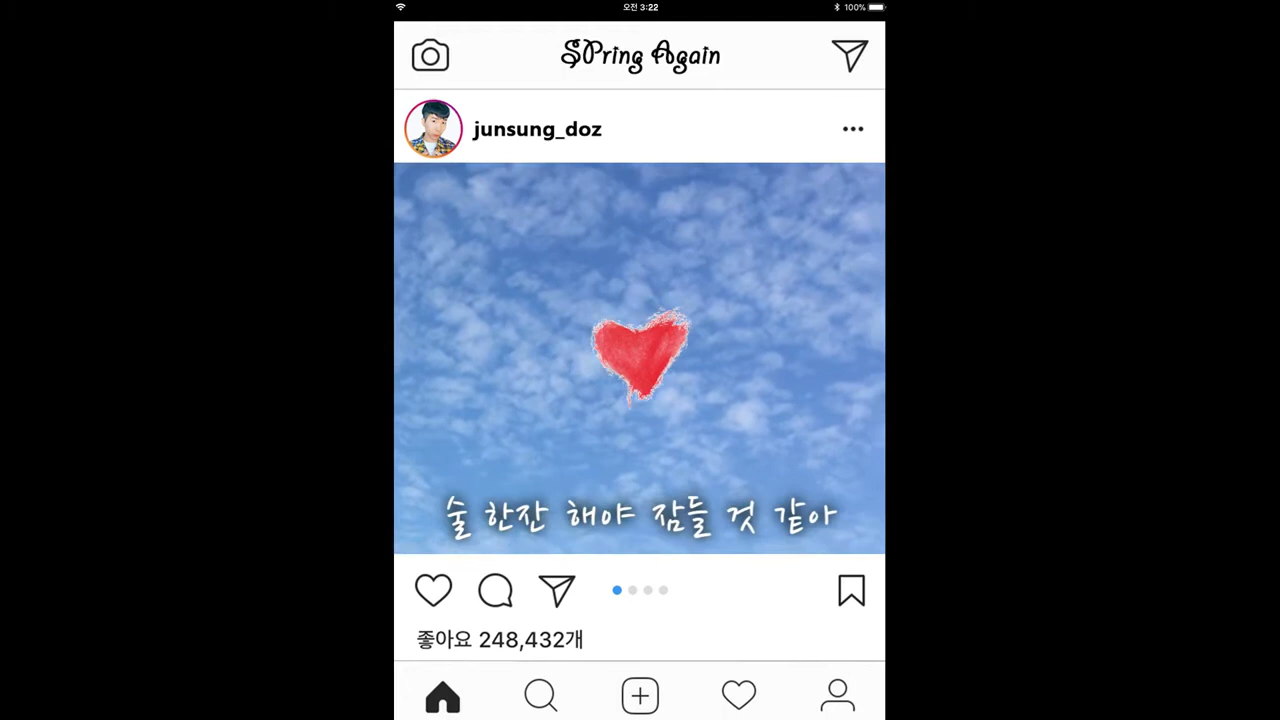 오전 3:22
100%
SPring Again
junsung_doz
술 한잔 해야 잠들 것 같아
좋아요 248,432개